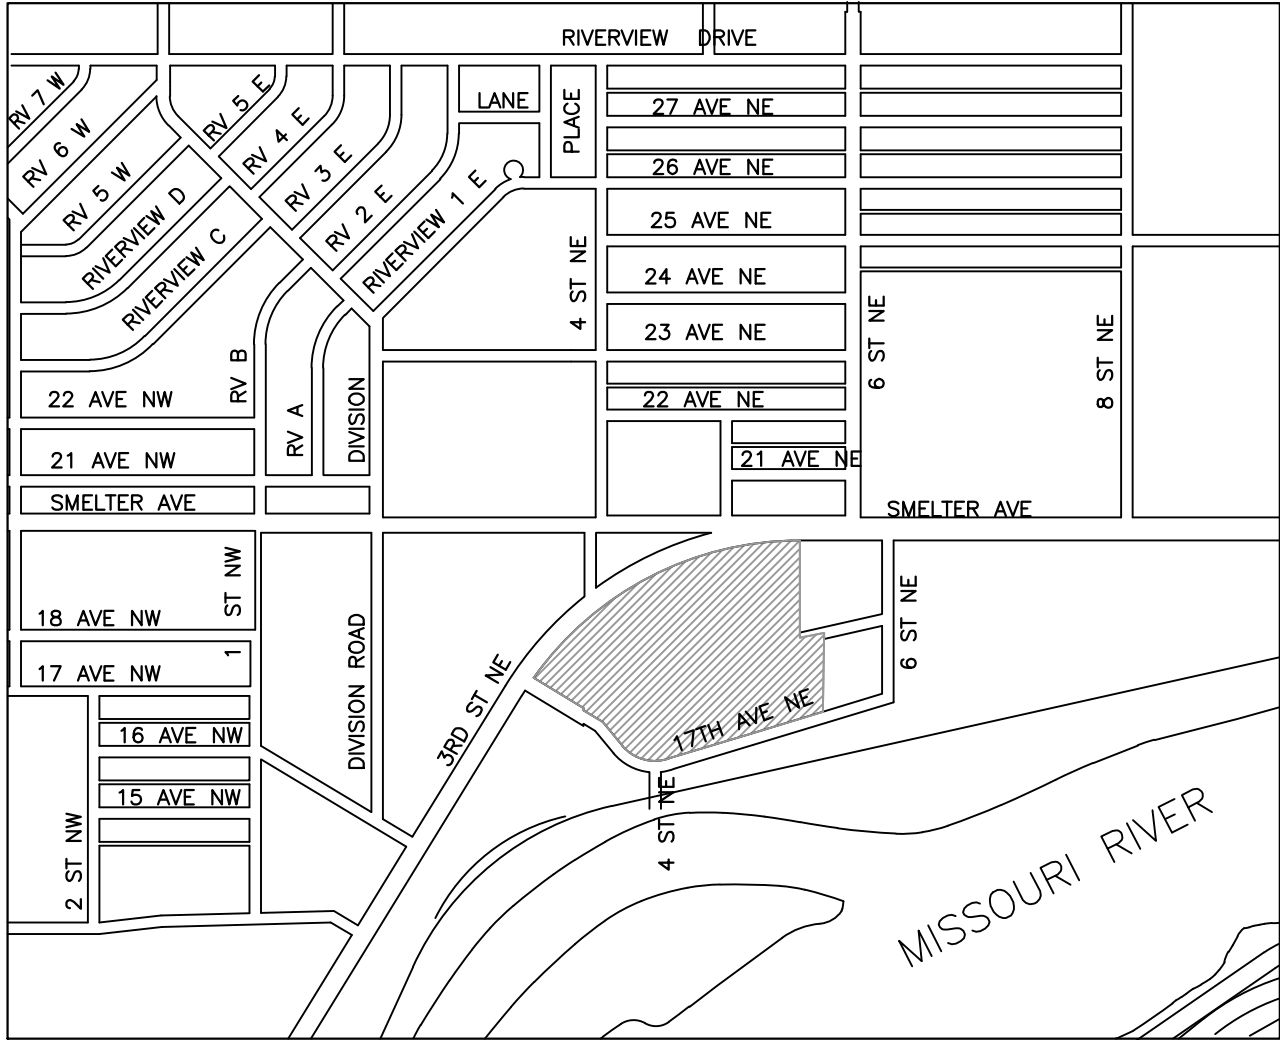 RIVERVIEW DRIVE
RV 7 W
RV 6 W
RV 5 W
RIVERVIEW D
RIVERVIEW C
RV 5 E
RV 4 E
RV 3 E
RV 2 E
RIVERVIEW 1 E
LANE
PLACE
27 AVE NE
26 AVE NE
25 AVE NE
24 AVE NE
23 AVE NE
22 AVE NE
21 AVE NE
4 ST NE
6 ST NE
8 ST NE
RV B
RV A
DIVISION
22 AVE NW
21 AVE NW
SMELTER AVE
SMELTER AVE
18 AVE NW
17 AVE NW
1 ST NW
16 AVE NW
15 AVE NW
2 ST NW
DIVISION ROAD
3RD ST NE
17TH AVE NE
6 ST NE
4 ST NE
MISSOURI RIVER